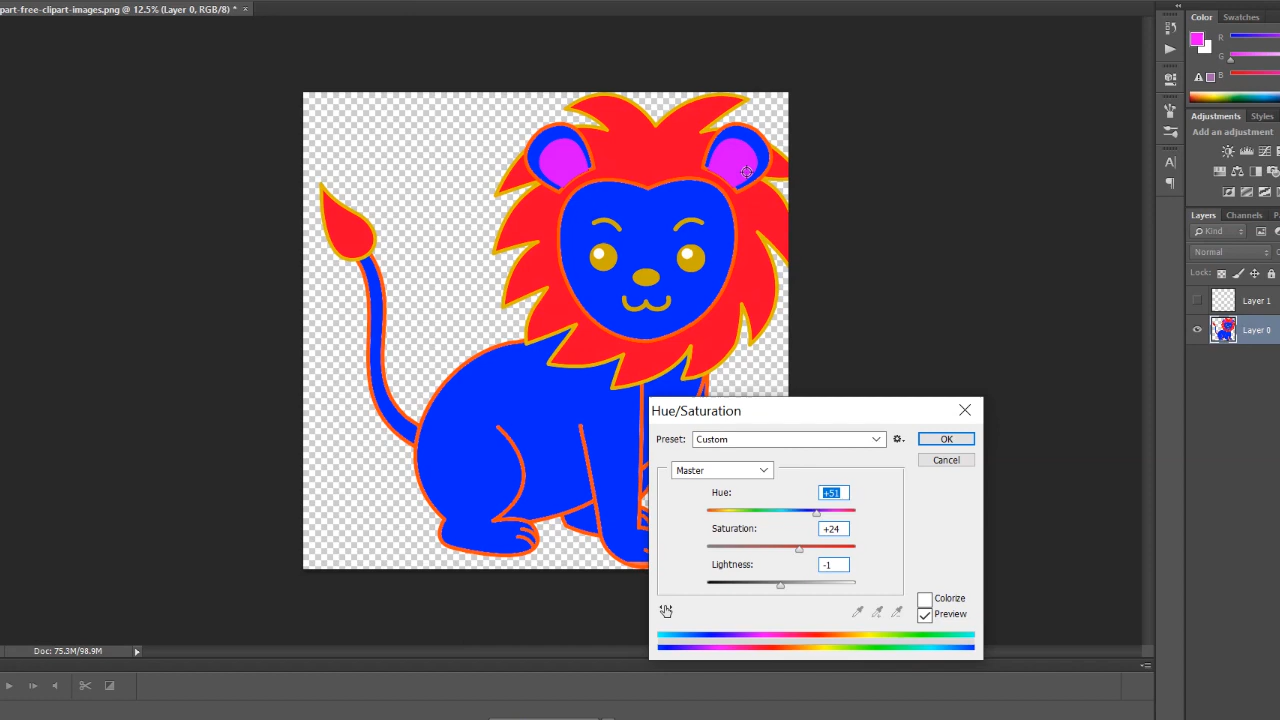 part-free-clipart-images.png @ 12.5% (Layer 0, RGB/8) * ×
Color Swatches
R
G
B
Adjustments Styles
Add an adjustment
Layers Channels
Kind
Normal
Lock:
Layer 1
Layer 0
Hue/Saturation
Preset: Custom OK
Cancel
Master
Hue: +51
Saturation: +24
Lightness: -1
Colorize
Preview
Doc: 75.3M/98.9M